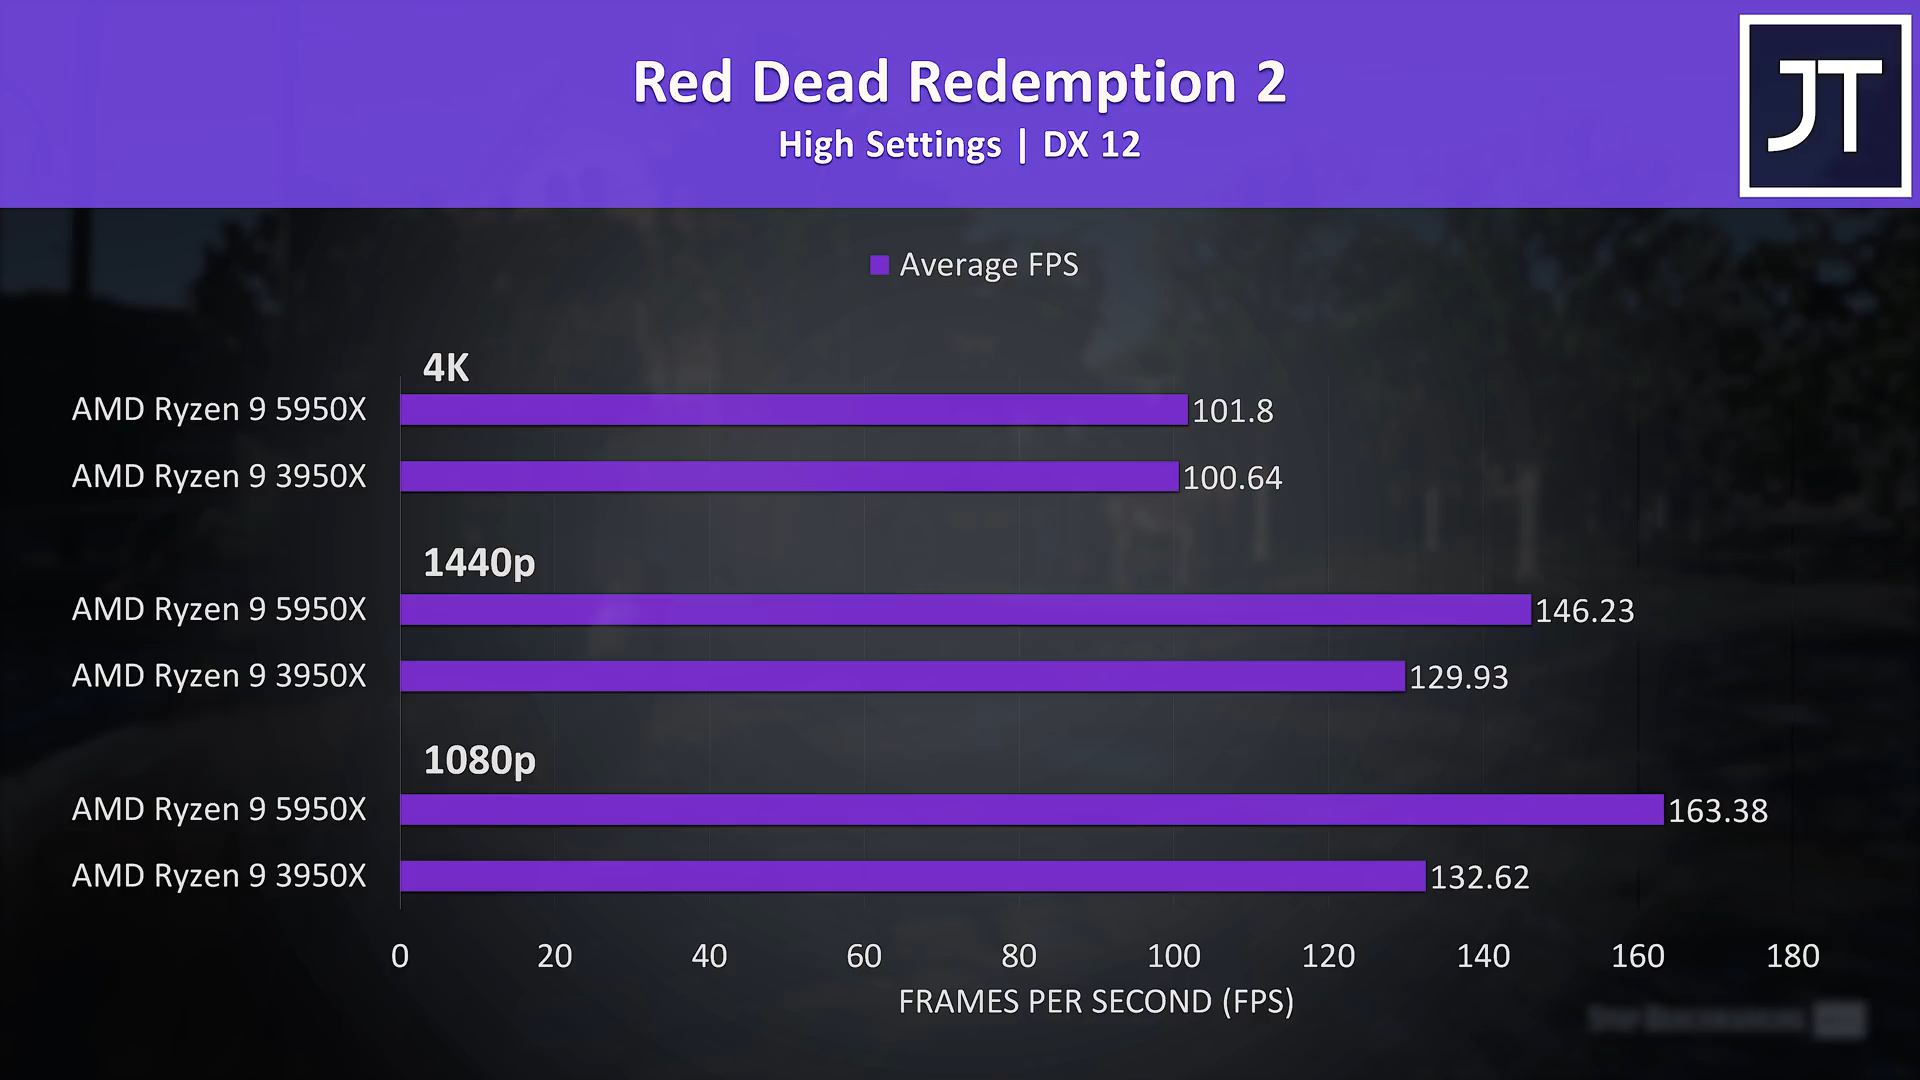 Red Dead Redemption 2
High Settings | DX 12
JT
Average FPS
4K
AMD Ryzen 9 5950X 101.8
AMD Ryzen 9 3950X 100.64
1440p
AMD Ryzen 9 5950X 146.23
AMD Ryzen 9 3950X 129.93
1080p
AMD Ryzen 9 5950X 163.38
AMD Ryzen 9 3950X 132.62
0 20 40 60 80 100 120 140 160 180
FRAMES PER SECOND (FPS)